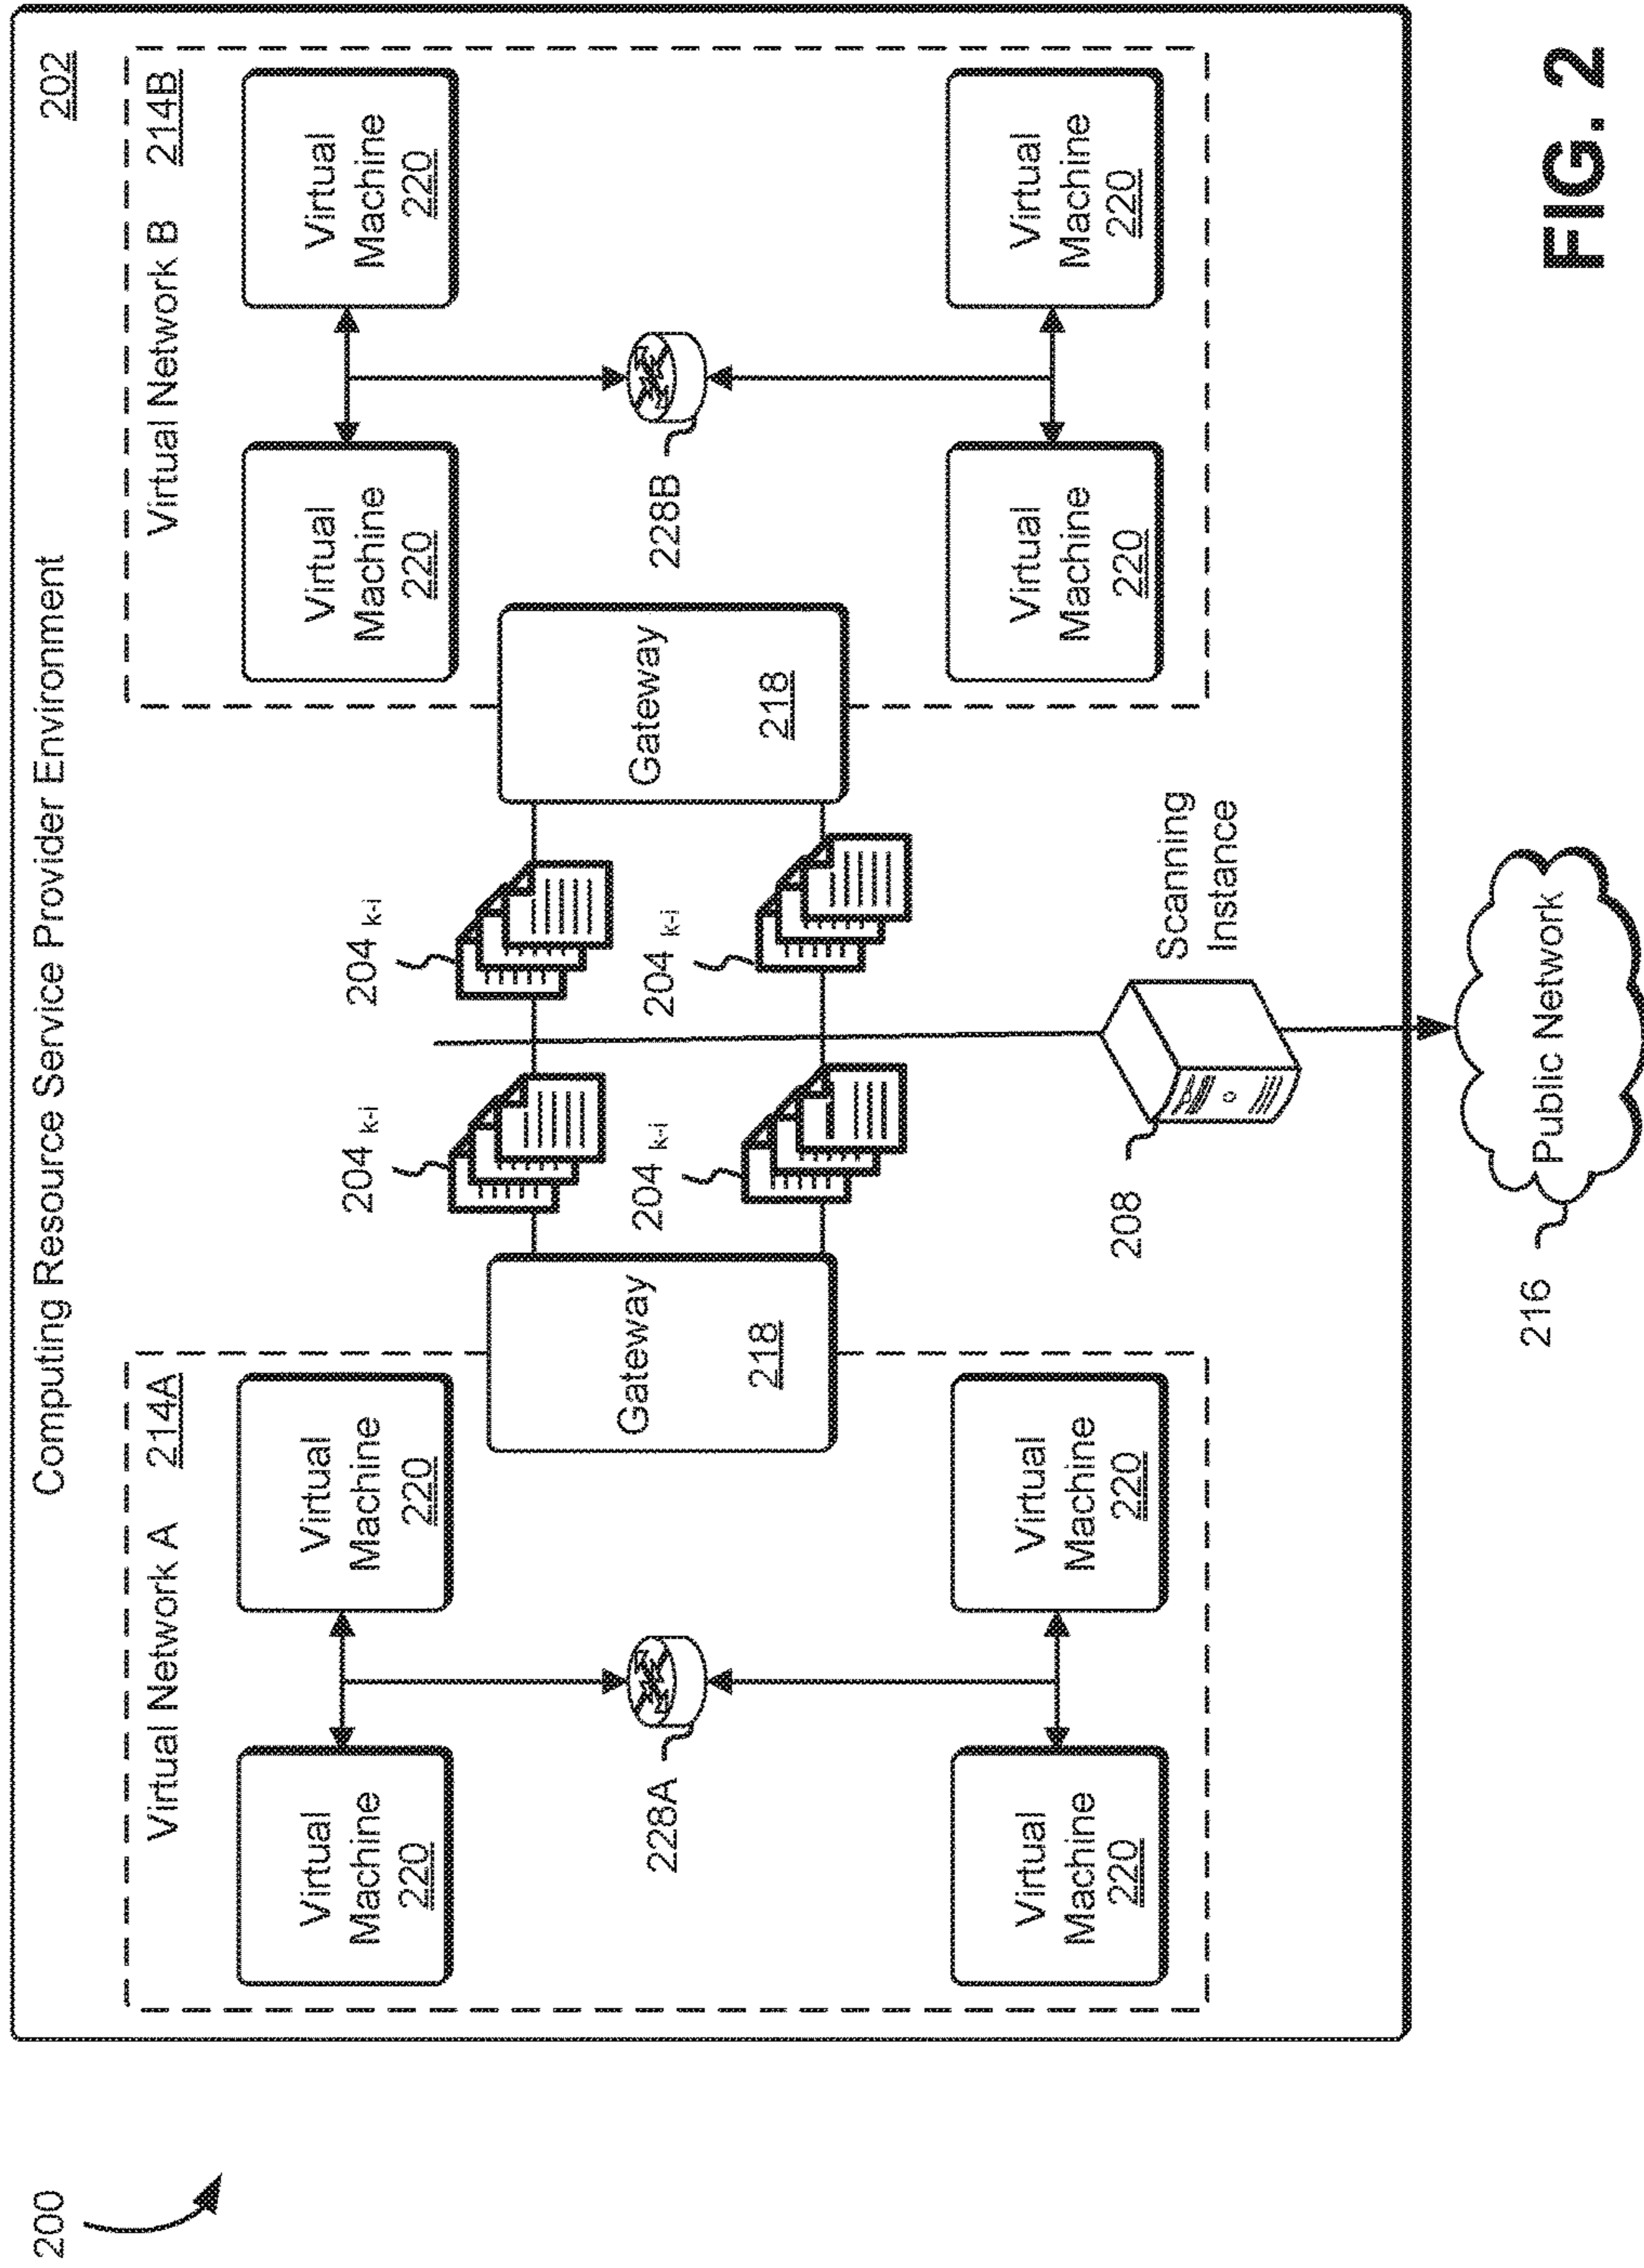 200
Computing Resource Service Provider Environment
202
Virtual Network A 214A
Virtual
Machine
220
Virtual
Machine
220
228A
Virtual
Machine
220
Virtual
Machine
220
Gateway
218
204 k-i
204 k-i
204 k-i
204 k-i
Gateway
218
Virtual Network B 214B
Virtual
Machine
220
Virtual
Machine
220
228B
Virtual
Machine
220
Virtual
Machine
220
208
Scanning
Instance
216
Public Network
FIG. 2